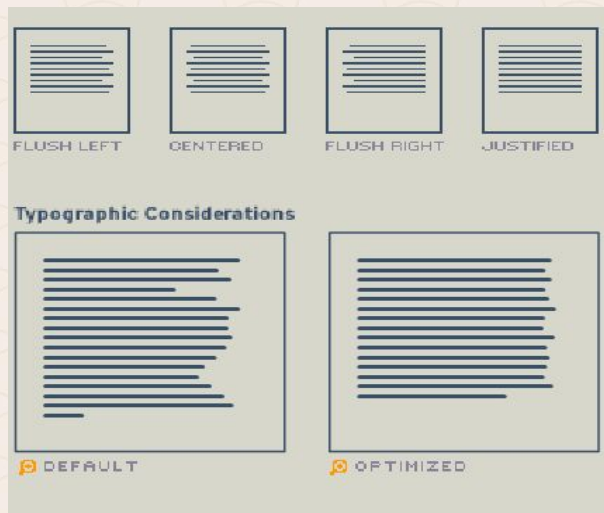 FLUSH LEFT CENTERED FLUSH RIGHT JUSTIFIED
Typographic Considerations
DEFAULT OPTIMIZED